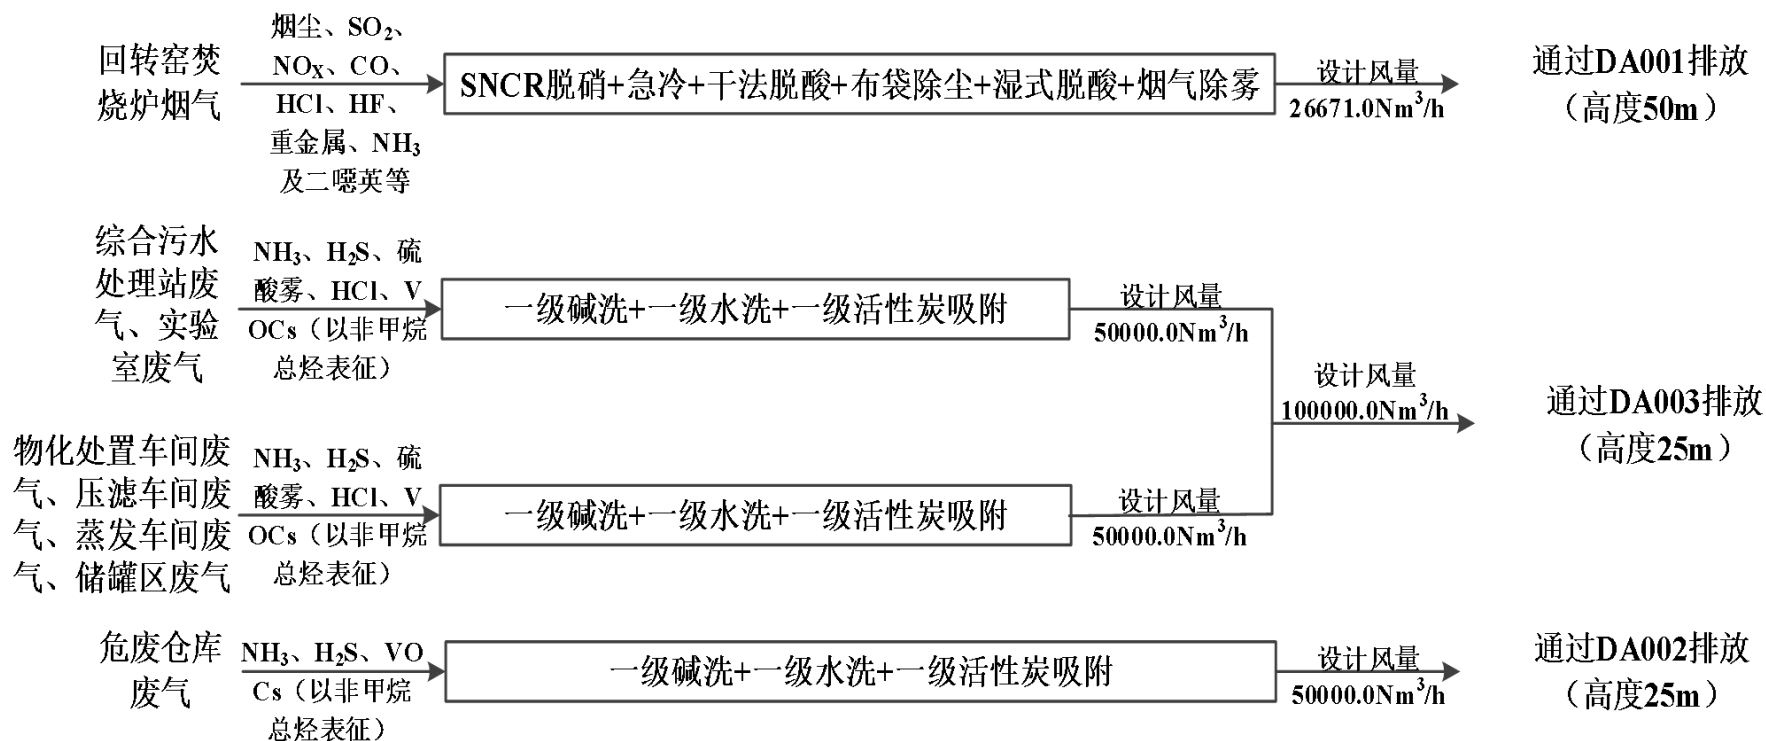 回转窑焚
烧炉烟气
烟尘、SO₂、
NOX、CO、
HCl、HF、
重金属、NH₃
及二噁英等
SNCR脱硝+急冷+干法脱酸+布袋除尘+湿式脱酸+烟气除雾
设计风量
26671.0Nm³/h
通过DA001排放
（高度50m）
综合污水
处理站废
气、实验
室废气
NH₃、H₂S、硫
酸雾、HCl、V
OCs（以非甲烷
总烃表征）
一级碱洗+一级水洗+一级活性炭吸附
设计风量
50000.0Nm³/h
设计风量
100000.0Nm³/h
通过DA003排放
（高度25m）
物化处置车间废
气、压滤车间废
气、蒸发车间废
气、储罐区废气
NH₃、H₂S、硫
酸雾、HCl、V
OCs（以非甲烷
总烃表征）
一级碱洗+一级水洗+一级活性炭吸附
设计风量
50000.0Nm³/h
危废仓库
废气
NH₃、H₂S、VO
Cs（以非甲烷
总烃表征）
一级碱洗+一级水洗+一级活性炭吸附
设计风量
50000.0Nm³/h
通过DA002排放
（高度25m）